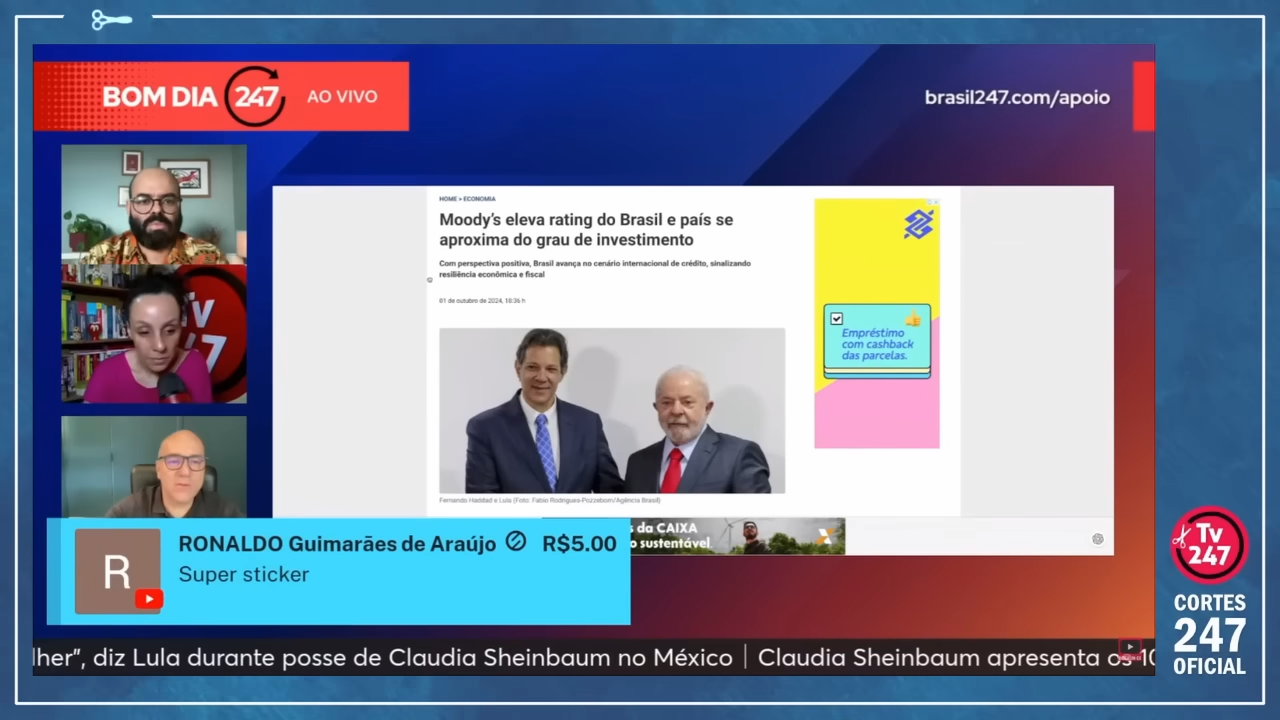 BOM DIA 247 AO VIVO
brasil247.com/apoio
HOME > ECONOMIA
Moody's eleva rating do Brasil e país se
aproxima do grau de investimento
Com perspectiva positiva, Brasil avança no cenário internacional de crédito, sinalizando
resiliência econômica e fiscal
01 de outubro de 2024, 18:36 h
Empréstimo
com cashback
das parcelas.
Tv
247
Fernando Haddad e Lula (Foto: Fabio Rodrigues-Pozzebom/Agência Brasil)
s da CAIXA
o sustentável.
R
RONALDO Guimarães de Araújo R$5.00
Super sticker
lher", diz Lula durante posse de Claudia Sheinbaum no México | Claudia Sheinbaum apresenta os 10
Tv
247
CORTES
247
OFICIAL